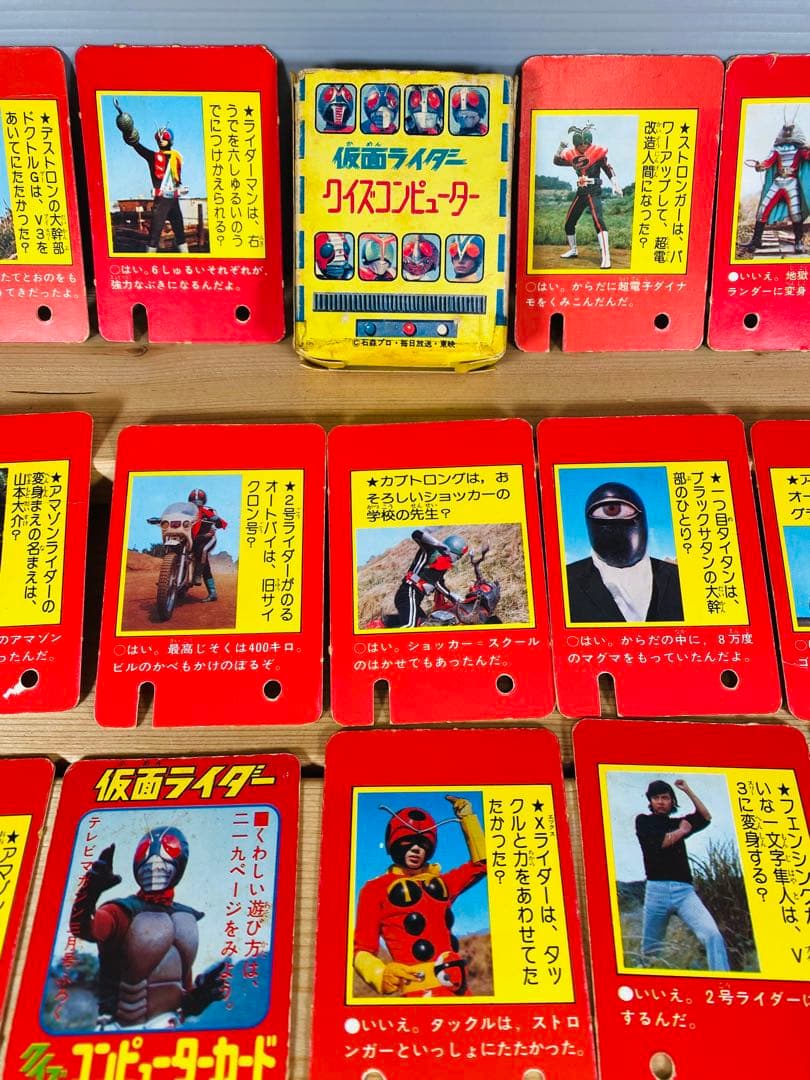 ★デストロンの大幹部
ドクトルGは、V3を
あいてにたたかった?
たてとおのをも
ってきだったよ。
★ライダーマンは、右
うでを六しゅるいのう
でにつけかえられる?
○はい。6しゅるいそれぞれが、
強力なぶきになるんだよ。
仮面ライダー
クイズコンピューター
©石森プロ・毎日放送・東映
★ストロンガーは、パ
ワーアップして、超電
改造人間になった?
○はい。からだに超電子ダイナ
モをくみこんだんだ。
●いいえ。地獄
ランダーに変身
★アマゾンライダーの
変身まえの名まえは、
山本大介?
のアマゾン
ったんだ。
★2号ライダーがのる
オートバイは、旧サイ
クロン号?
○はい。最高じそくは400キロ。
ビルのかべもかけのぼるぞ。
★カブトロングは、お
そろしいショッカーの
学校の先生?
○はい。ショッカー=スクール
のはかせでもあったんだ。
★一つ目タイタンは、
ブラックサタンの大幹
部のひとり?
○はい。からだの中に、8万度
のマグマをもっていたんだよ。
★アマゾン
仮面ライダー
■くわしい遊び方は、
二一九ページをみよう。
テレビマガジン三月号ふろく
クイズコンピューターカード
★Xライダーは、タッ
クルと力をあわせてた
たかった?
●いいえ。タックルは、ストロ
ンガーといっしょにたたかった。
★フェンシング
いな一文字隼人は、V
3に変身する?
●いいえ。2号ライダーに
するんだ。